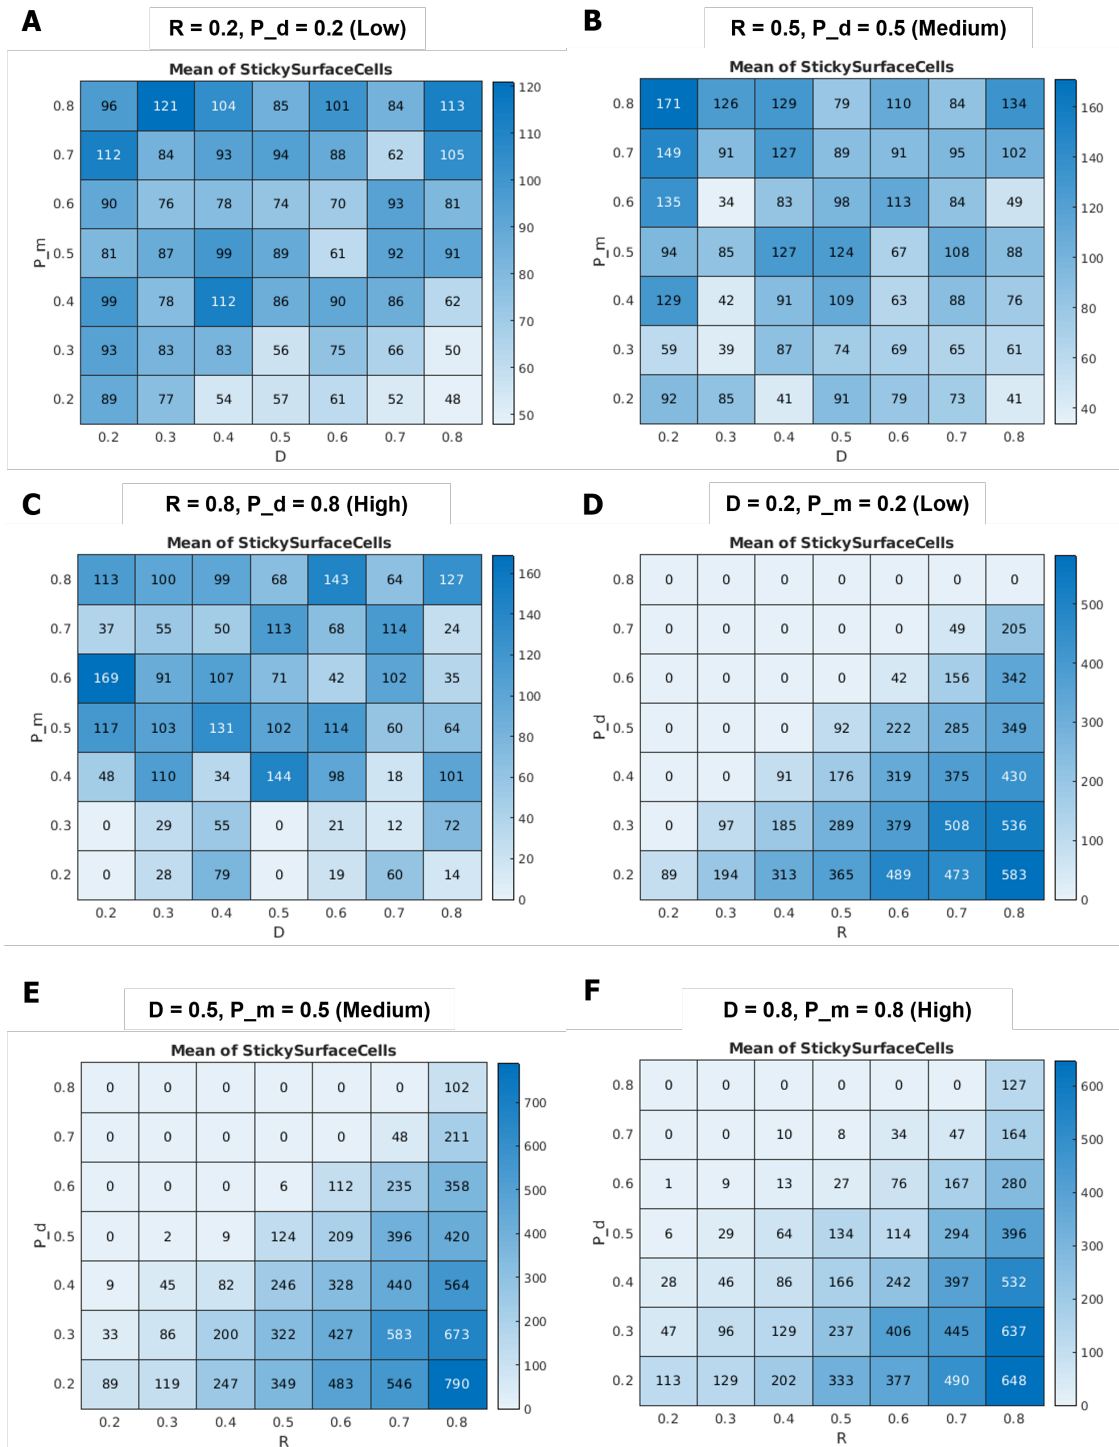 A
R = 0.2, P_d = 0.2 (Low)
Mean of StickySurfaceCells
0.8 96 121 104 85 101 84 113
0.7 112 84 93 94 88 62 105
0.6 90 76 78 74 70 93 81
0.5 81 87 99 89 61 92 91
0.4 99 78 112 86 90 86 62
0.3 93 83 83 56 75 66 50
0.2 89 77 54 57 61 52 48
0.2 0.3 0.4 0.5 0.6 0.7 0.8
D
P_m
120
110
100
90
80
70
60
50
B
R = 0.5, P_d = 0.5 (Medium)
Mean of StickySurfaceCells
0.8 171 126 129 79 110 84 134
0.7 149 91 127 89 91 95 102
0.6 135 34 83 98 113 84 49
0.5 94 85 127 124 67 108 88
0.4 129 42 91 109 63 88 76
0.3 59 39 87 74 69 65 61
0.2 92 85 41 91 79 73 41
0.2 0.3 0.4 0.5 0.6 0.7 0.8
D
P_m
160
140
120
100
80
60
40
C
R = 0.8, P_d = 0.8 (High)
Mean of StickySurfaceCells
0.8 113 100 99 68 143 64 127
0.7 37 55 50 113 68 114 24
0.6 169 91 107 71 42 102 35
0.5 117 103 131 102 114 60 64
0.4 48 110 34 144 98 18 101
0.3 0 29 55 0 21 12 72
0.2 0 28 79 0 19 60 14
0.2 0.3 0.4 0.5 0.6 0.7 0.8
D
P_m
160
140
120
100
80
60
40
20
0
D
D = 0.2, P_m = 0.2 (Low)
Mean of StickySurfaceCells
0.8 0 0 0 0 0 0 0
0.7 0 0 0 0 0 49 205
0.6 0 0 0 0 42 156 342
0.5 0 0 0 92 222 285 349
0.4 0 0 91 176 319 375 430
0.3 0 97 185 289 379 508 536
0.2 89 194 313 365 489 473 583
0.2 0.3 0.4 0.5 0.6 0.7 0.8
R
P_d
500
400
300
200
100
0
E
D = 0.5, P_m = 0.5 (Medium)
Mean of StickySurfaceCells
0.8 0 0 0 0 0 0 102
0.7 0 0 0 0 0 48 211
0.6 0 0 0 6 112 235 358
0.5 0 2 9 124 209 396 420
0.4 9 45 82 246 328 440 564
0.3 33 86 200 322 427 583 673
0.2 89 119 247 349 483 546 790
0.2 0.3 0.4 0.5 0.6 0.7 0.8
R
P_d
700
600
500
400
300
200
100
0
F
D = 0.8, P_m = 0.8 (High)
Mean of StickySurfaceCells
0.8 0 0 0 0 0 0 127
0.7 0 0 10 8 34 47 164
0.6 1 9 13 27 76 167 280
0.5 6 29 64 134 114 294 396
0.4 28 46 86 166 242 397 532
0.3 47 96 129 237 406 445 637
0.2 113 129 202 333 377 490 648
0.2 0.3 0.4 0.5 0.6 0.7 0.8
R
P_d
600
500
400
300
200
100
0